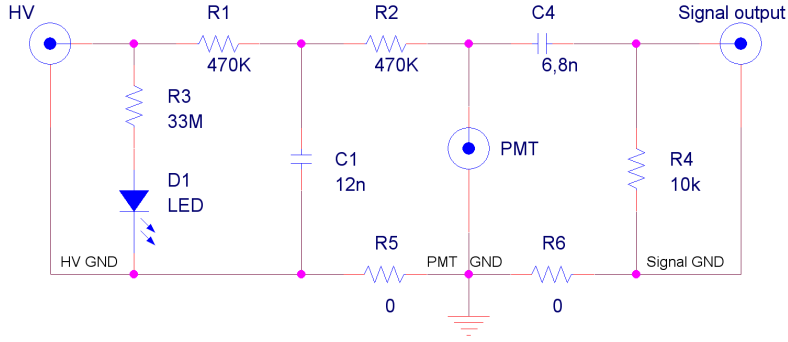 HV
R1
R2
C4
Signal output
470K
470K
6,8n
R3
33M
PMT
C1
12n
R4
10k
D1
LED
R5
R6
HV GND
PMT GND
Signal GND
0
0